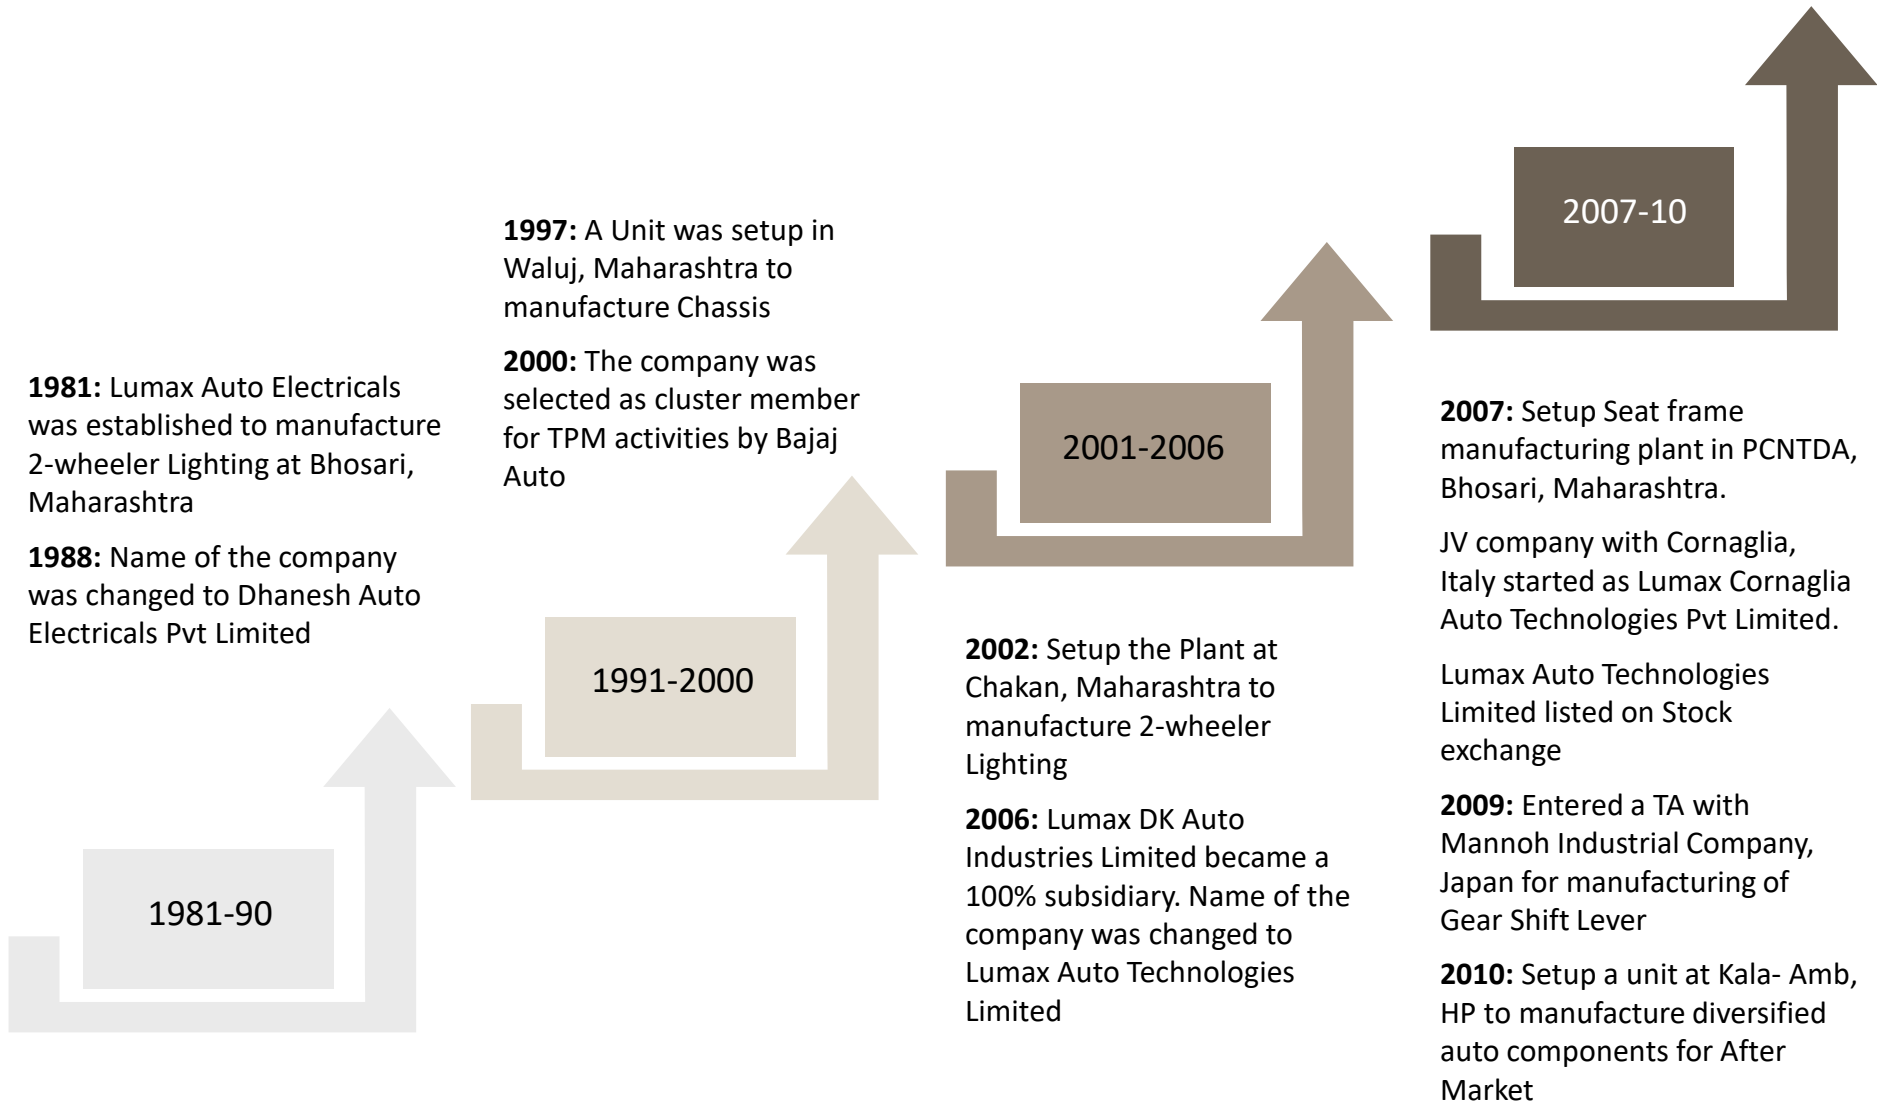 1981: Lumax Auto Electricals
was established to manufacture
2-wheeler Lighting at Bhosari,
Maharashtra
1988: Name of the company
was changed to Dhanesh Auto
Electricals Pvt Limited
1981-90
1997: A Unit was setup in
Waluj, Maharashtra to
manufacture Chassis
2000: The company was
selected as cluster member
for TPM activities by Bajaj
Auto
1991-2000
2001-2006
2002: Setup the Plant at
Chakan, Maharashtra to
manufacture 2-wheeler
Lighting
2006: Lumax DK Auto
Industries Limited became a
100% subsidiary. Name of the
company was changed to
Lumax Auto Technologies
Limited
2007-10
2007: Setup Seat frame
manufacturing plant in PCNTDA,
Bhosari, Maharashtra.
JV company with Cornaglia,
Italy started as Lumax Cornaglia
Auto Technologies Pvt Limited.
Lumax Auto Technologies
Limited listed on Stock
exchange
2009: Entered a TA with
Mannoh Industrial Company,
Japan for manufacturing of
Gear Shift Lever
2010: Setup a unit at Kala- Amb,
HP to manufacture diversified
auto components for After
Market